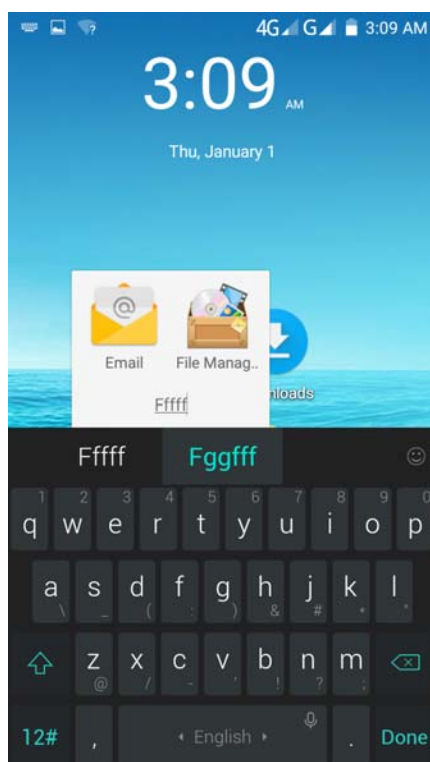 4G G 3:09 AM
3:09 AM
Thu, January 1
Email File Manag..
nloads
Fffff
Fffff Fggfff
1 2 3 4 5 6 7 8 9 0
q w e r t y u i o p
a s d f g h j k l
\ _ ( : ) & # * "
z x c v b n m
@ / - ' ! ? ;
12# , English . Done